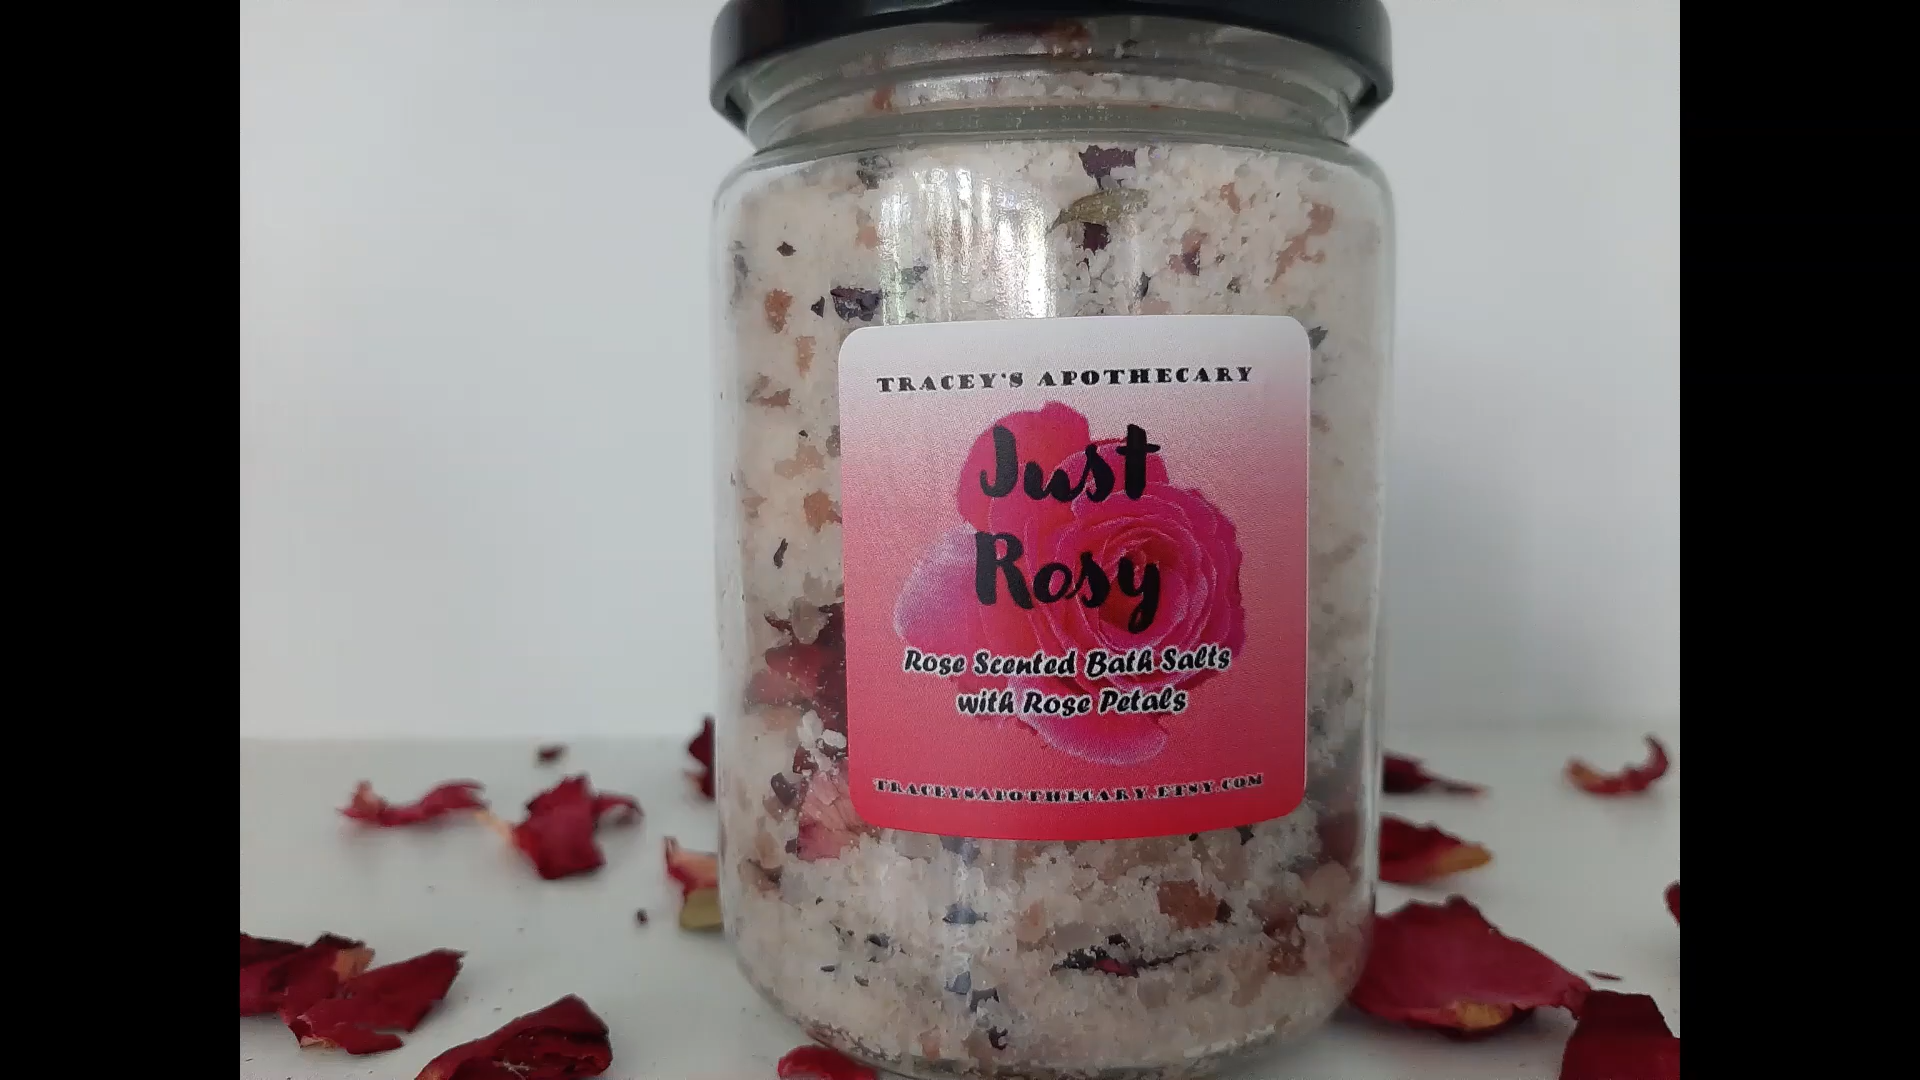 TRACEY'S APOTHECARY
Just
Rosy
Rose Scented Bath Salts
with Rose Petals
TRACEYSAPOTHECARY.ETSY.COM